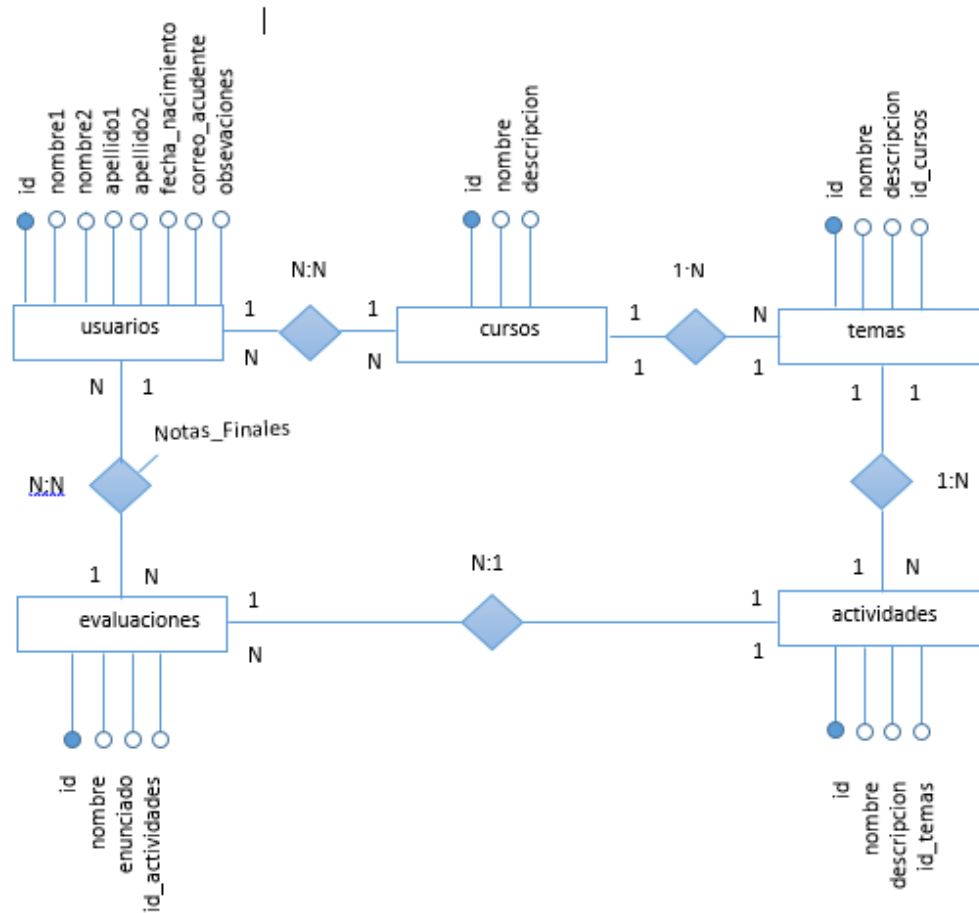 id
nombre1
nombre2
apellido1
apellido2
fecha_nacimiento
correo_acudente
obsevaciones
id
nombre
descripcion
id
nombre
descripcion
id_cursos
usuarios
1
N
N:N
1
N
cursos
1
1
1:N
N
1
temas
N
1
Notas_Finales
N:N
1
N
1
1
1:N
1
N
evaluaciones
1
N
N:1
1
1
actividades
id
nombre
enunciado
id_actividades
id
nombre
descripcion
id_temas